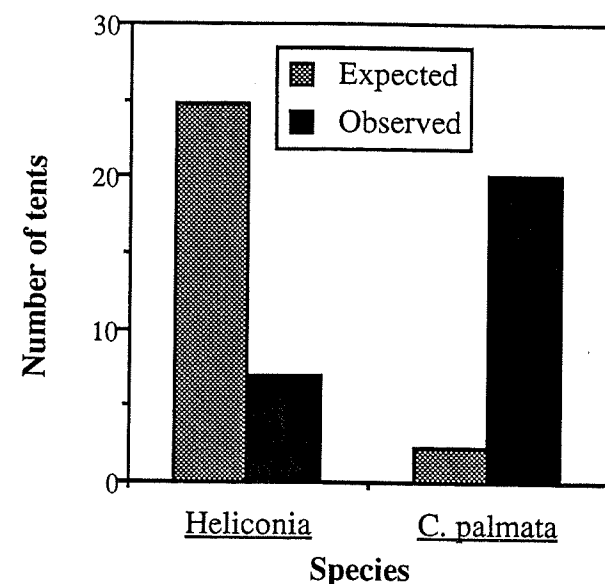 30
Expected
Observed
20
Number of tents
10
0
Heliconia C. palmata
Species